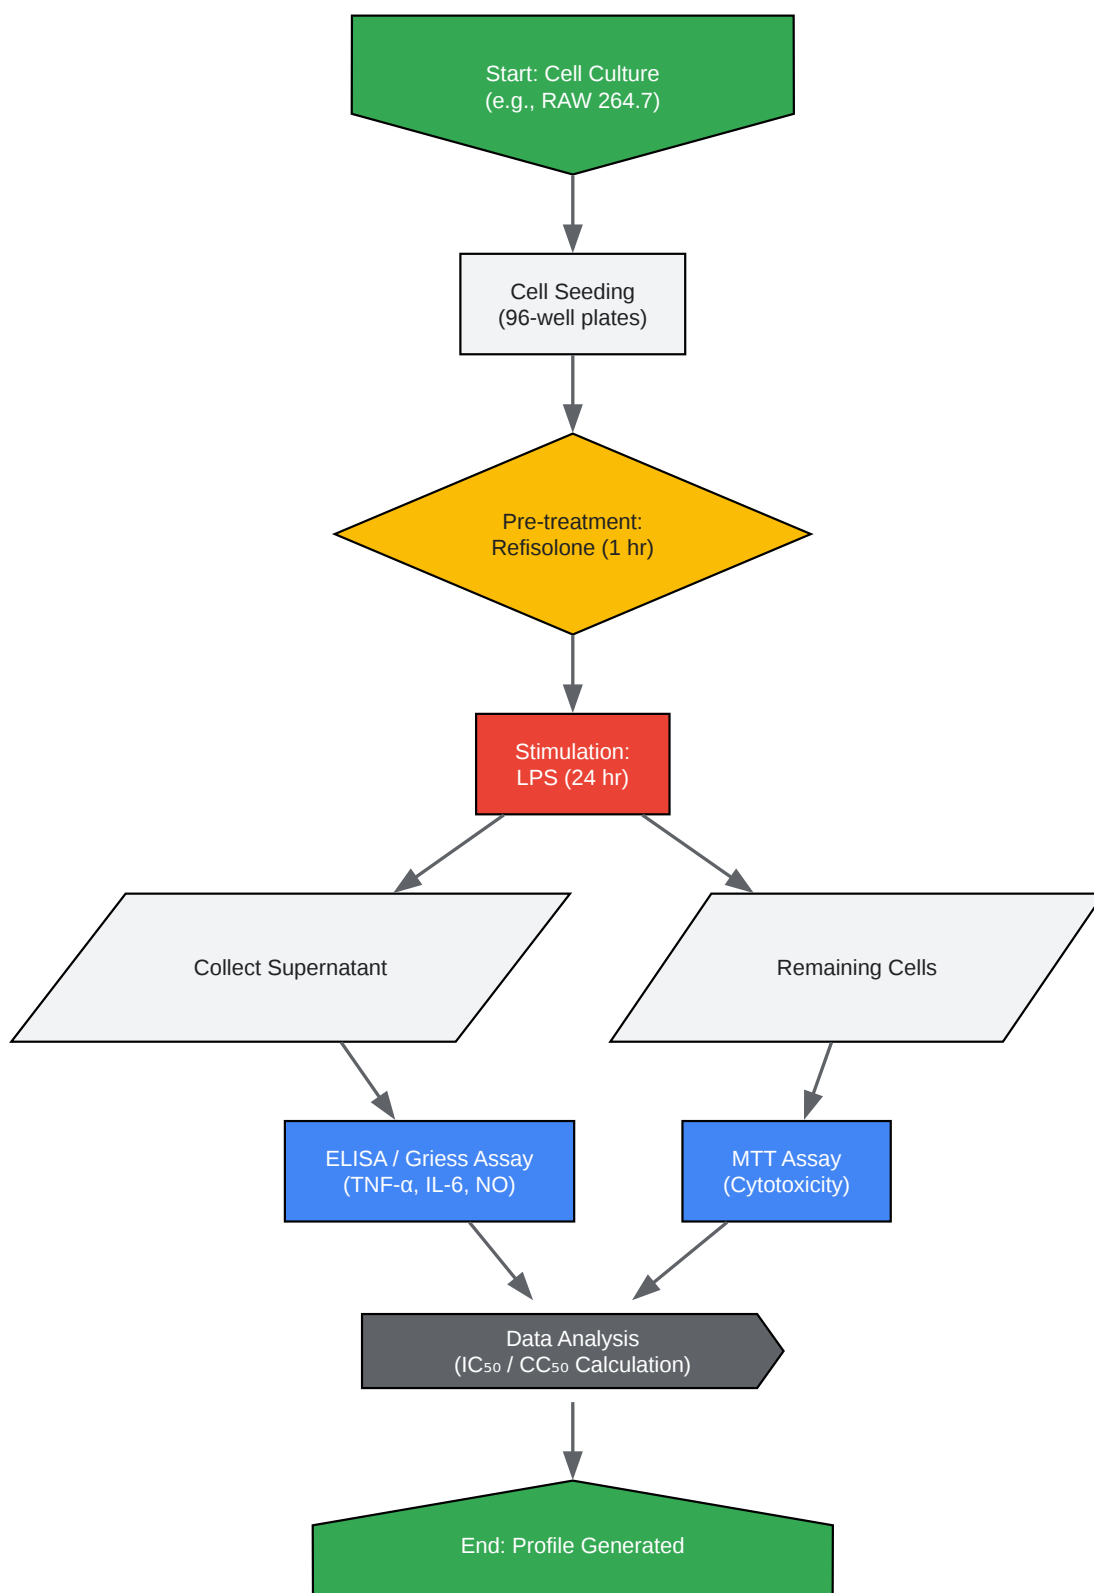 Start: Cell Culture
(e.g., RAW 264.7)
Cell Seeding
(96-well plates)
Pre-treatment:
Refisolone (1 hr)
Stimulation:
LPS (24 hr)
Collect Supernatant
Remaining Cells
ELISA / Griess Assay
(TNF-α, IL-6, NO)
MTT Assay
(Cytotoxicity)
Data Analysis
(IC₅₀ / CC₅₀ Calculation)
End: Profile Generated